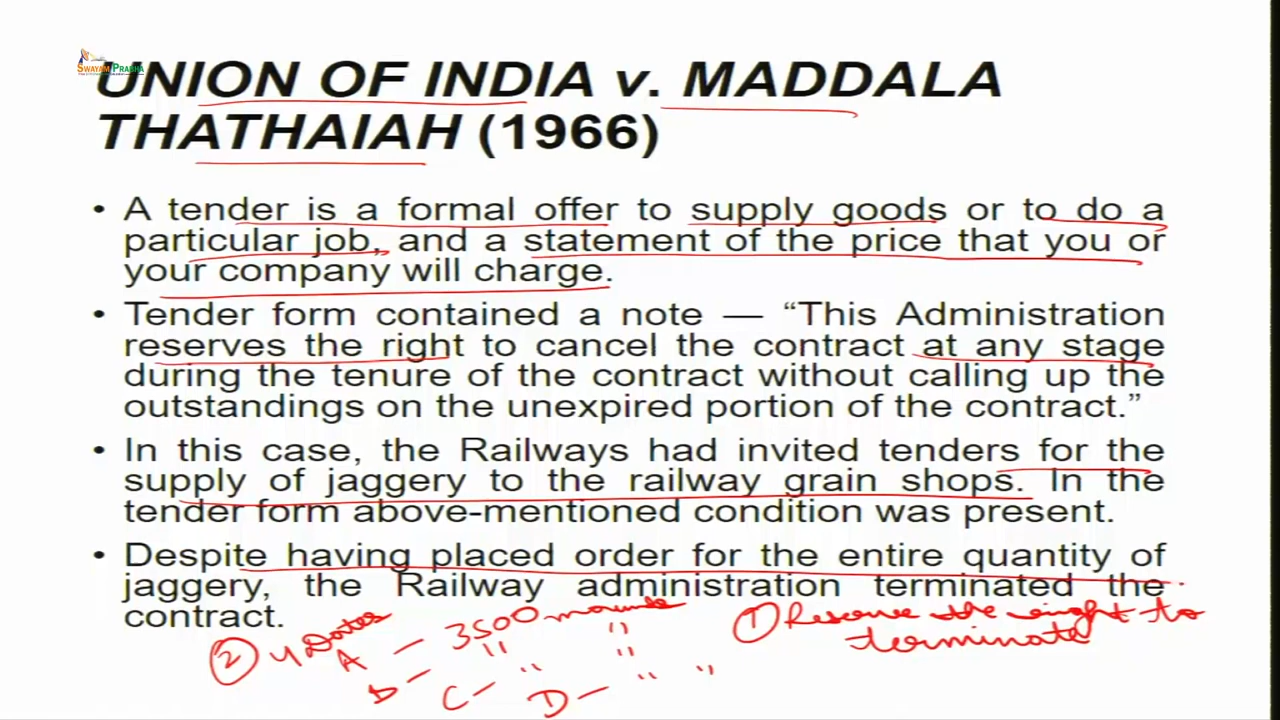 SWAYAM PRABHA
UNION OF INDIA v. MADDALA
THATHAIAH (1966)
• A tender is a formal offer to supply goods or to do a
particular job, and a statement of the price that you or
your company will charge.
• Tender form contained a note — “This Administration
reserves the right to cancel the contract at any stage
during the tenure of the contract without calling up the
outstandings on the unexpired portion of the contract.”
• In this case, the Railways had invited tenders for the
supply of jaggery to the railway grain shops. In the
tender form above-mentioned condition was present.
• Despite having placed order for the entire quantity of
jaggery, the Railway administration terminated the
contract.
① Reserve the right to
terminate
② 4 Dates
A — 3500 maunds
B — " "
C — " "
D — " "